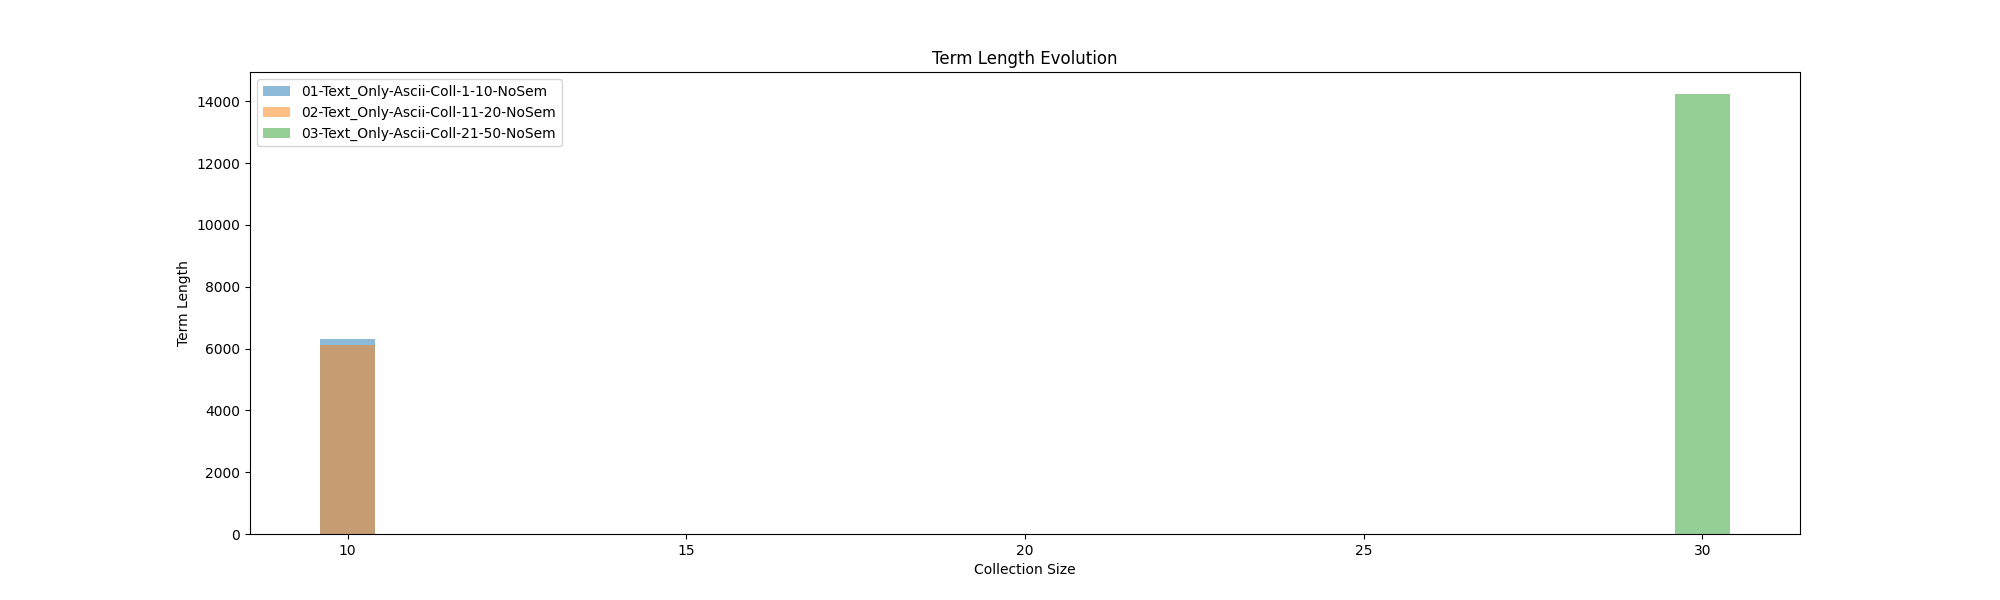 Term Length Evolution
01-Text_Only-Ascii-Coll-1-10-NoSem
02-Text_Only-Ascii-Coll-11-20-NoSem
03-Text_Only-Ascii-Coll-21-50-NoSem
14000
12000
10000
8000
6000
4000
2000
0
Term Length
10 15 20 25 30
Collection Size